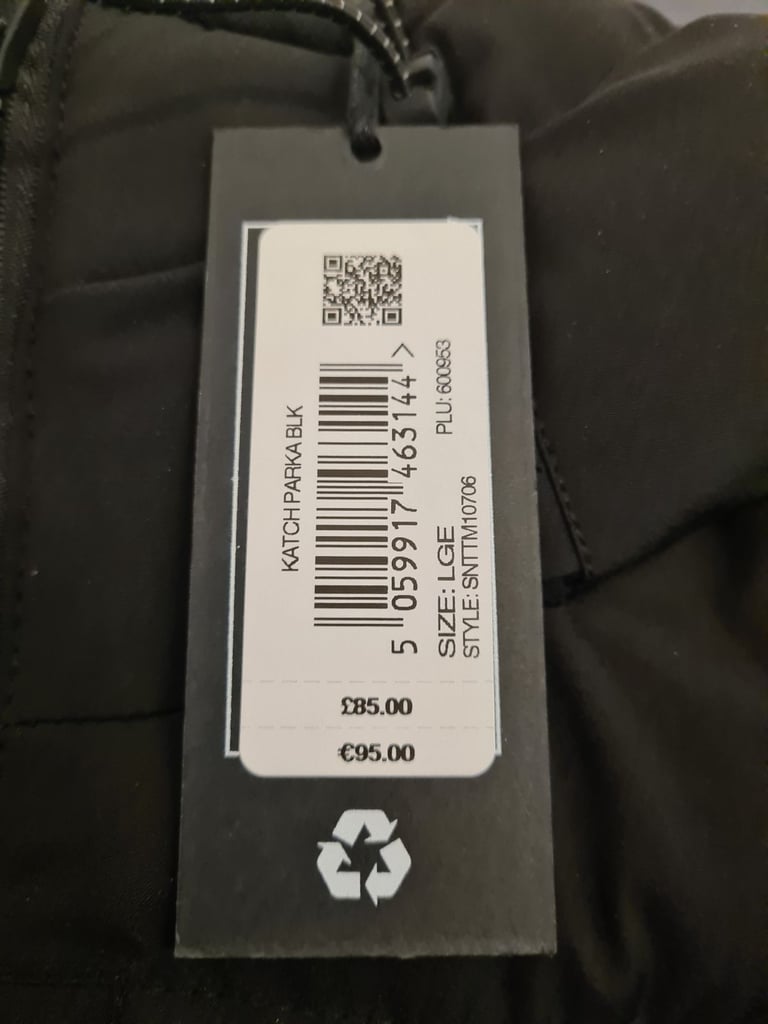 KATCH PARKA BLK
5 059917 463144 >
SIZE: LGE
PLU: 600953
STYLE: SNTTM10706
£85.00
€95.00